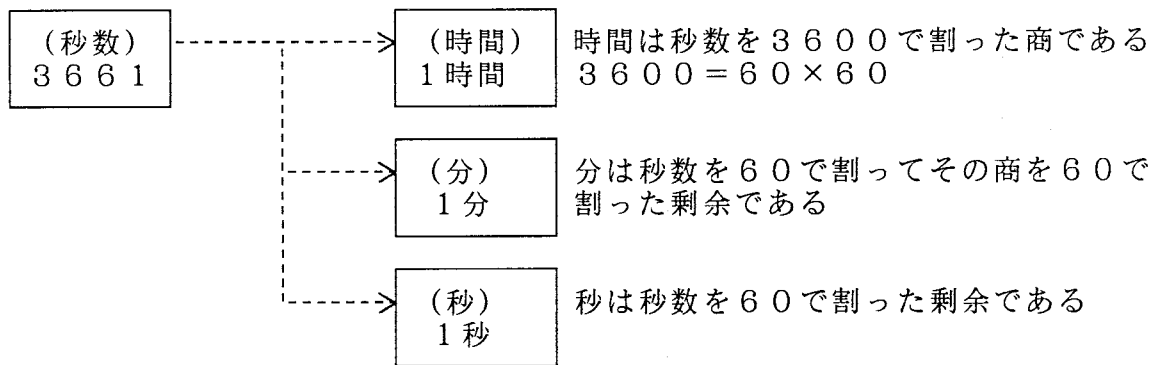 (秒数)
3661
(時間)
1時間
時間は秒数を3600で割った商である
3600=60×60
(分)
1分
分は秒数を60で割ってその商を60で
割った剰余である
(秒)
1秒
秒は秒数を60で割った剰余である